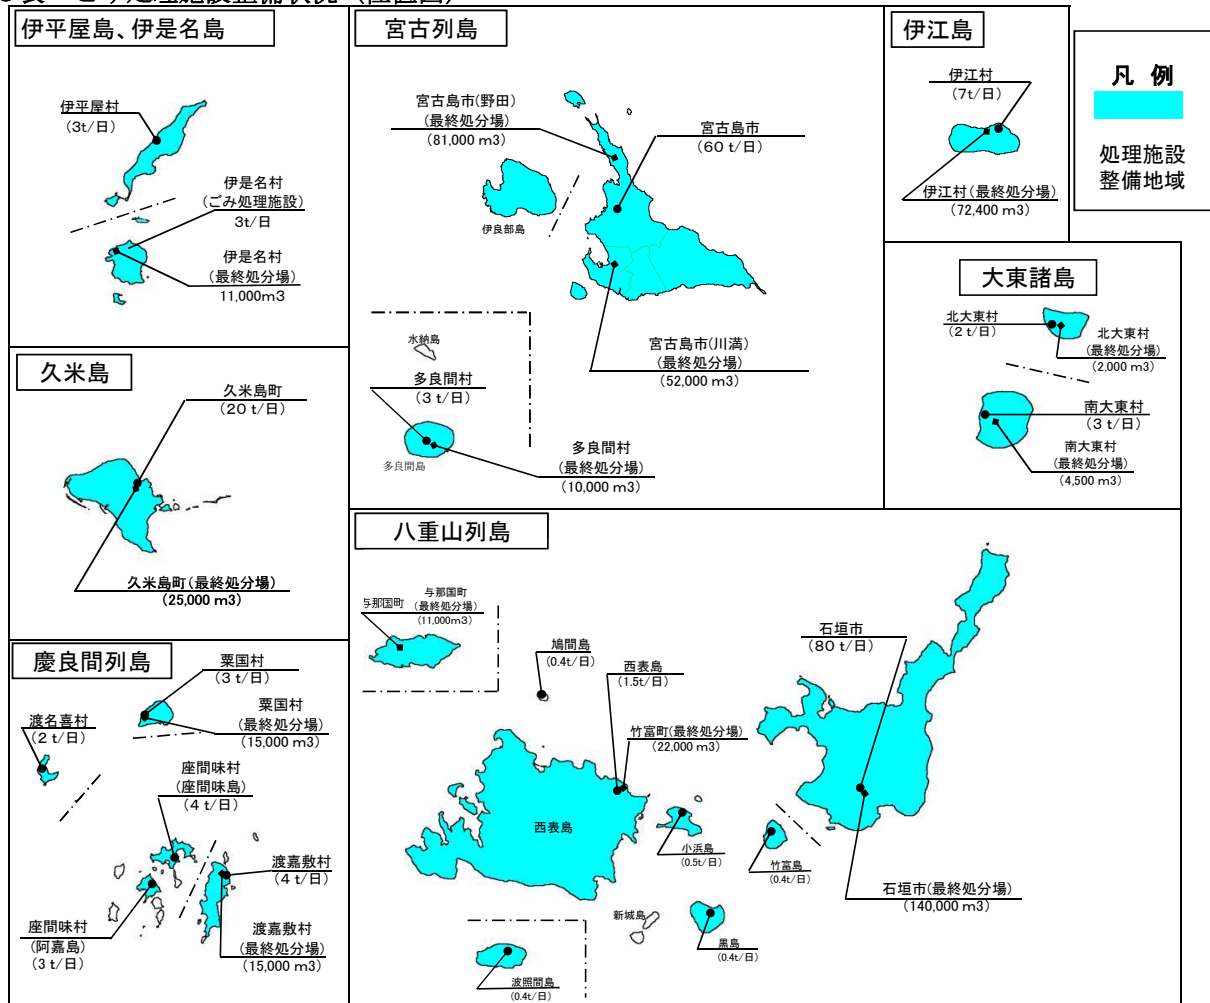 伊平屋島、伊是名島
伊平屋村
(3t/日)
伊是名村
(ごみ処理施設)
3t/日
伊是名村
(最終処分場)
11,000m3
宮古列島
宮古島市(野田)
(最終処分場)
(81,000 m3)
宮古島市
(60 t/日)
伊良部島
宮古島市(川満)
(最終処分場)
(52,000 m3)
水納島
多良間村
(3 t/日)
多良間島
多良間村
(最終処分場)
(10,000 m3)
伊江島
伊江村
(7t/日)
伊江村(最終処分場)
(72,400 m3)
凡 例
処理施設
整備地域
大東諸島
北大東村
(2 t/日)
北大東村
(最終処分場)
(2,000 m3)
南大東村
(3 t/日)
南大東村
(最終処分場)
(4,500 m3)
久米島
久米島町
(20 t/日)
久米島町(最終処分場)
(25,000 m3)
慶良間列島
粟国村
(3 t/日)
粟国村
(最終処分場)
(15,000 m3)
渡名喜村
(2 t/日)
座間味村
(座間味島)
(4 t/日)
渡嘉敷村
(4 t/日)
座間味村
(阿嘉島)
(3 t/日)
渡嘉敷村
(最終処分場)
(15,000 m3)
八重山列島
与那国町
与那国町
(最終処分場)
(11,000m3)
鳩間島
(0.4t/日)
西表島
(1.5t/日)
竹富町(最終処分場)
(22,000 m3)
石垣市
(80 t/日)
西表島
小浜島
(0.5t/日)
竹富島
(0.4t/日)
石垣市(最終処分場)
(140,000 m3)
新城島
黒島
(0.4t/日)
波照間島
(0.4t/日)